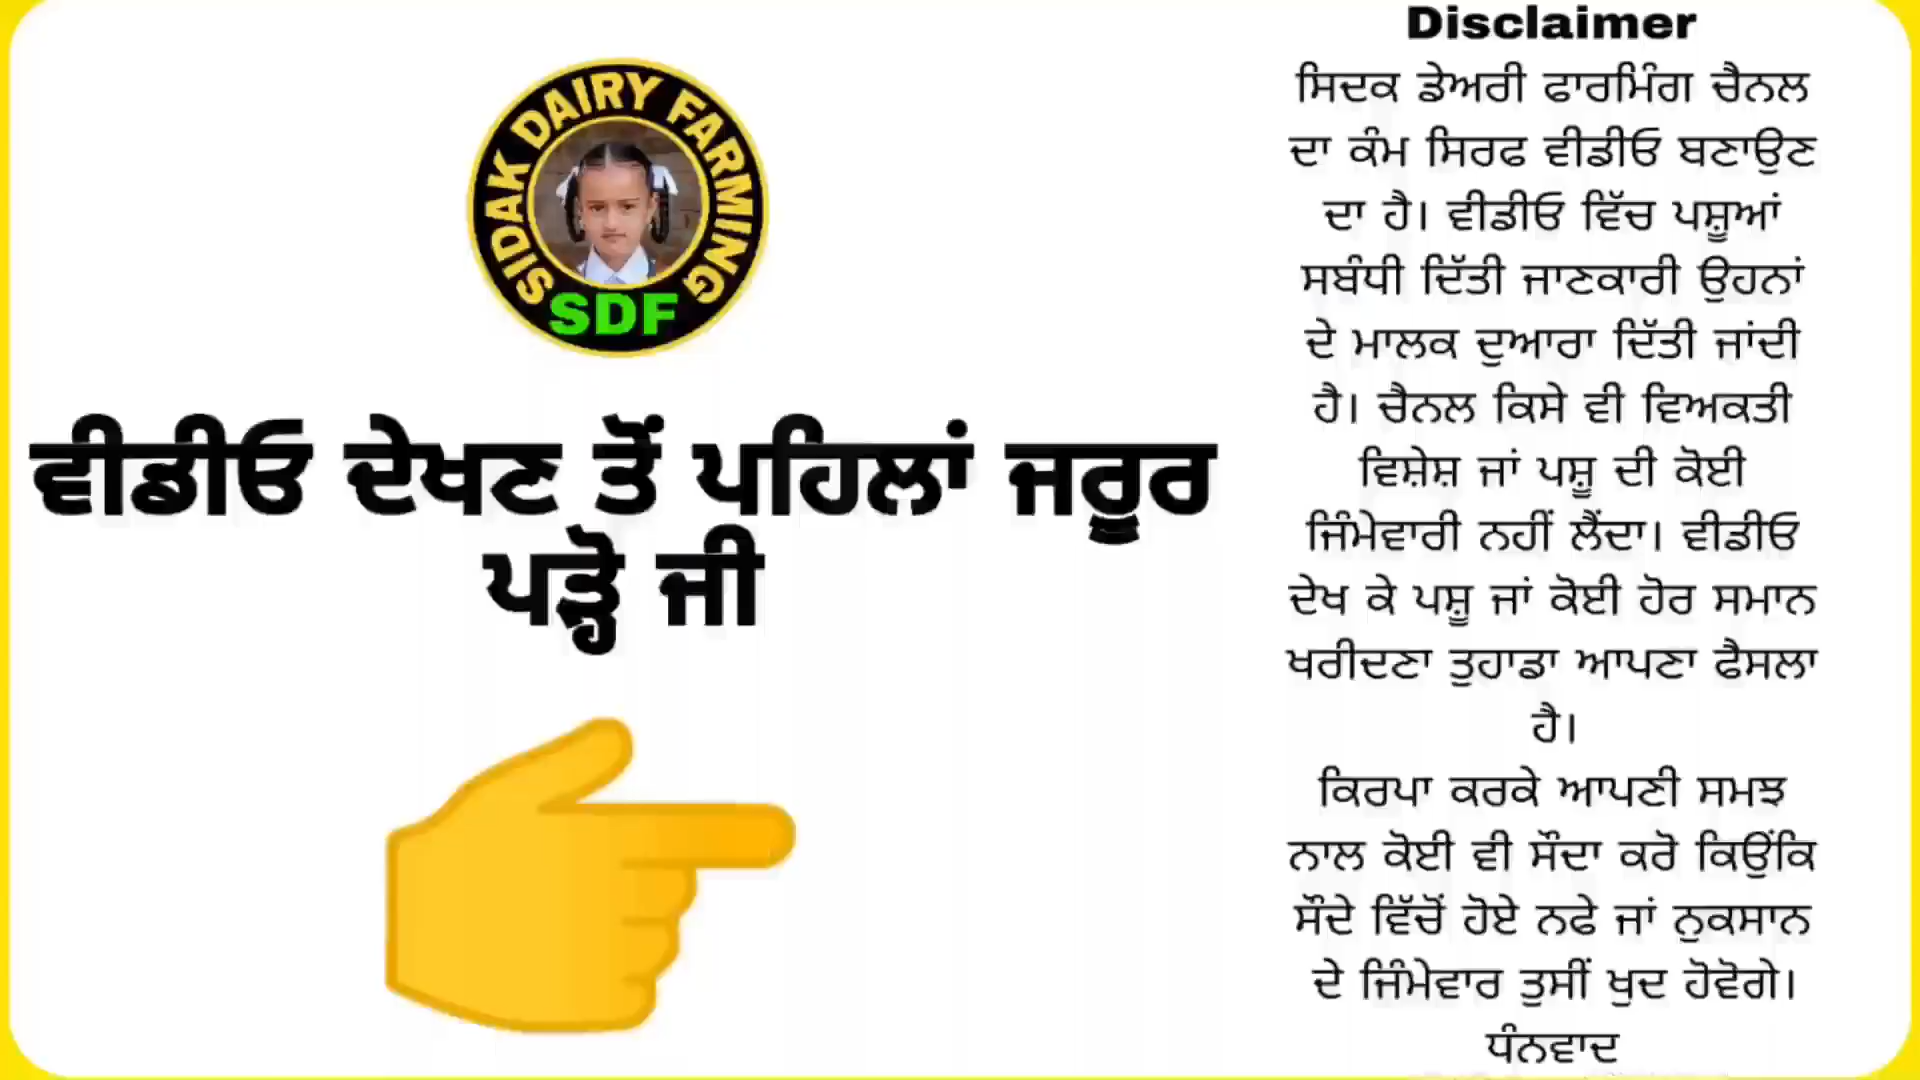 SIDAK DAIRY FARMING
SDF
ਵੀਡੀਓ ਦੇਖਣ ਤੋਂ ਪਹਿਲਾਂ ਜਰੂਰ
ਪੜ੍ਹੋ ਜੀ
Disclaimer
ਸਿਦਕ ਡੇਅਰੀ ਫਾਰਮਿੰਗ ਚੈਨਲ
ਦਾ ਕੰਮ ਸਿਰਫ ਵੀਡੀਓ ਬਣਾਉਣ
ਦਾ ਹੈ। ਵੀਡੀਓ ਵਿੱਚ ਪਸ਼ੂਆਂ
ਸਬੰਧੀ ਦਿੱਤੀ ਜਾਣਕਾਰੀ ਉਹਨਾਂ
ਦੇ ਮਾਲਕ ਦੁਆਰਾ ਦਿੱਤੀ ਜਾਂਦੀ
ਹੈ। ਚੈਨਲ ਕਿਸੇ ਵੀ ਵਿਅਕਤੀ
ਵਿਸ਼ੇਸ਼ ਜਾਂ ਪਸ਼ੂ ਦੀ ਕੋਈ
ਜਿੰਮੇਵਾਰੀ ਨਹੀਂ ਲੈਂਦਾ। ਵੀਡੀਓ
ਦੇਖ ਕੇ ਪਸ਼ੂ ਜਾਂ ਕੋਈ ਹੋਰ ਸਮਾਨ
ਖਰੀਦਣਾ ਤੁਹਾਡਾ ਆਪਣਾ ਫੈਸਲਾ
ਹੈ।
ਕਿਰਪਾ ਕਰਕੇ ਆਪਣੀ ਸਮਝ
ਨਾਲ ਕੋਈ ਵੀ ਸੌਦਾ ਕਰੋ ਕਿਉਂਕਿ
ਸੌਦੇ ਵਿੱਚੋਂ ਹੋਏ ਨਫੇ ਜਾਂ ਨੁਕਸਾਨ
ਦੇ ਜਿੰਮੇਵਾਰ ਤੁਸੀਂ ਖੁਦ ਹੋਵੋਗੇ।
ਧੰਨਵਾਦ